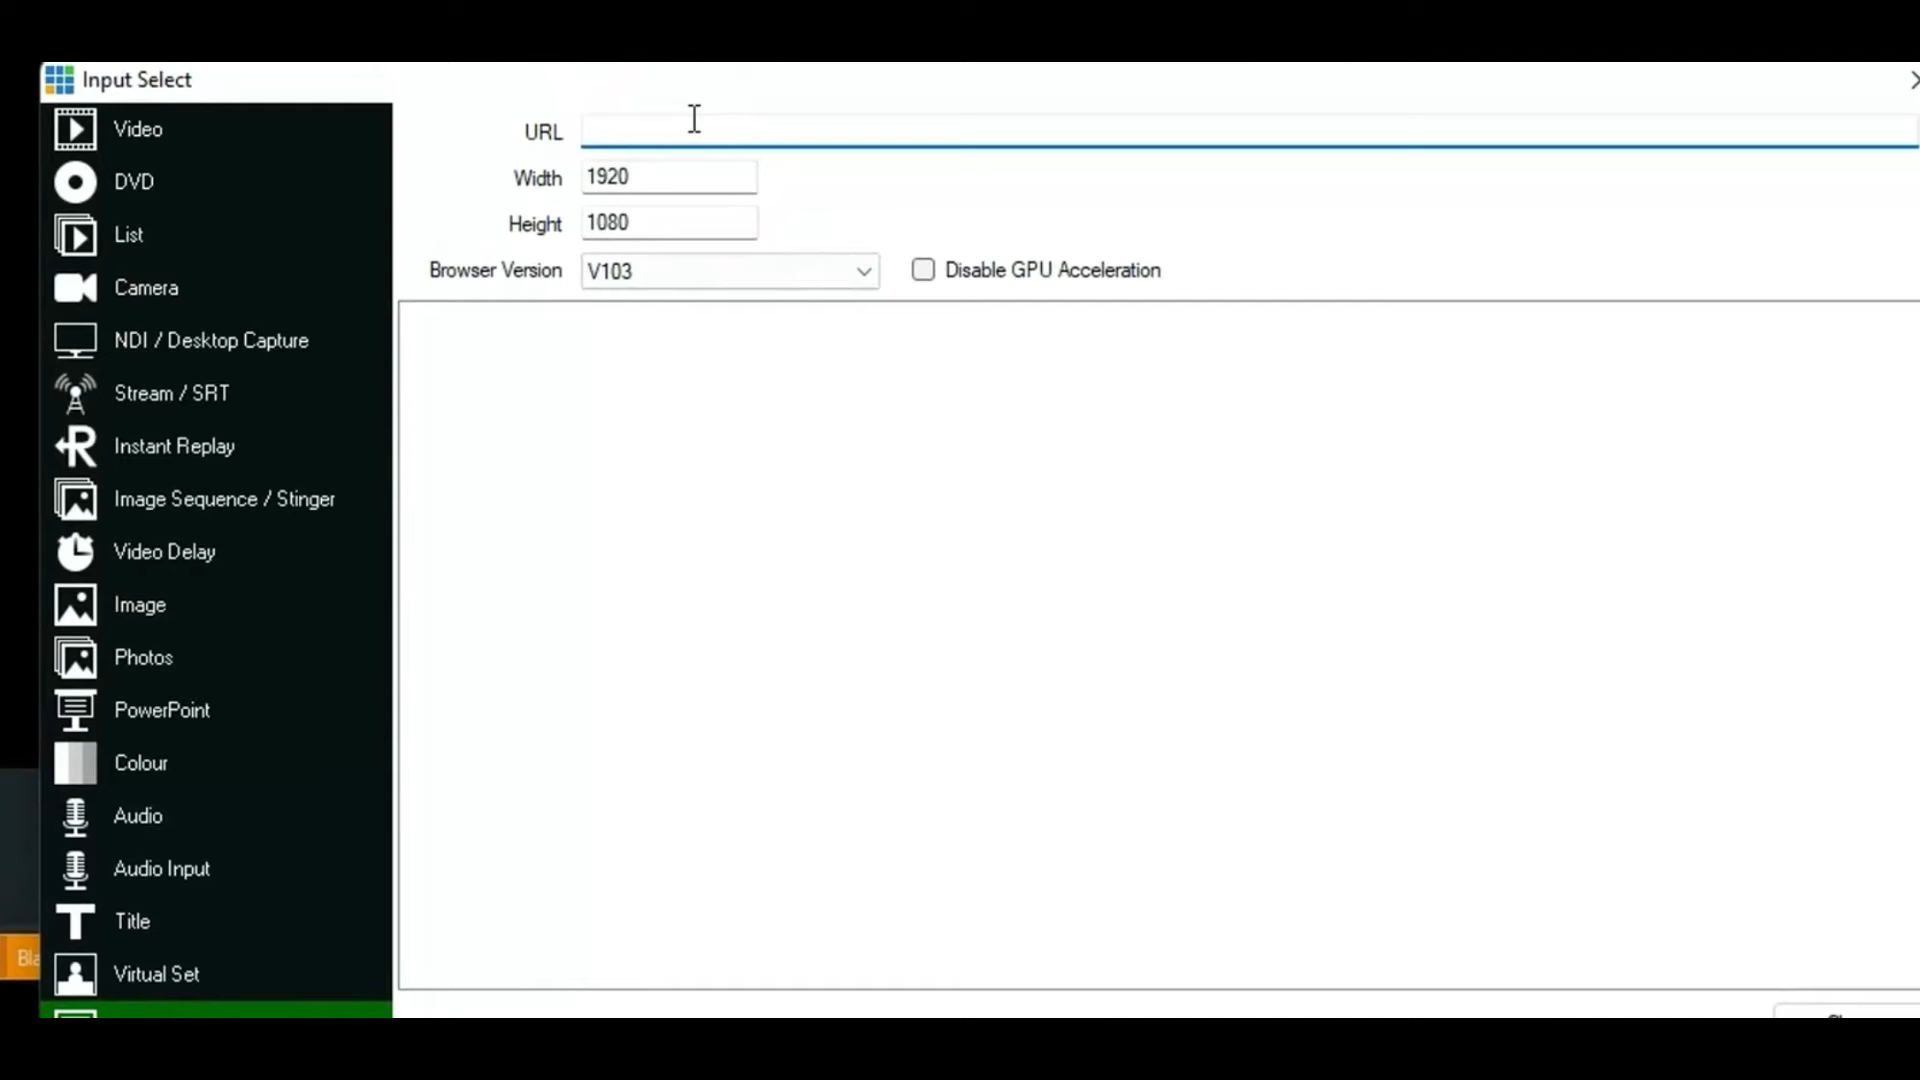 Input Select
Video
DVD
List
Camera
NDI / Desktop Capture
Stream / SRT
Instant Replay
Image Sequence / Stinger
Video Delay
Image
Photos
PowerPoint
Colour
Audio
Audio Input
Title
Virtual Set
URL
Width 1920
Height 1080
Browser Version V103 Disable GPU Acceleration
Bla